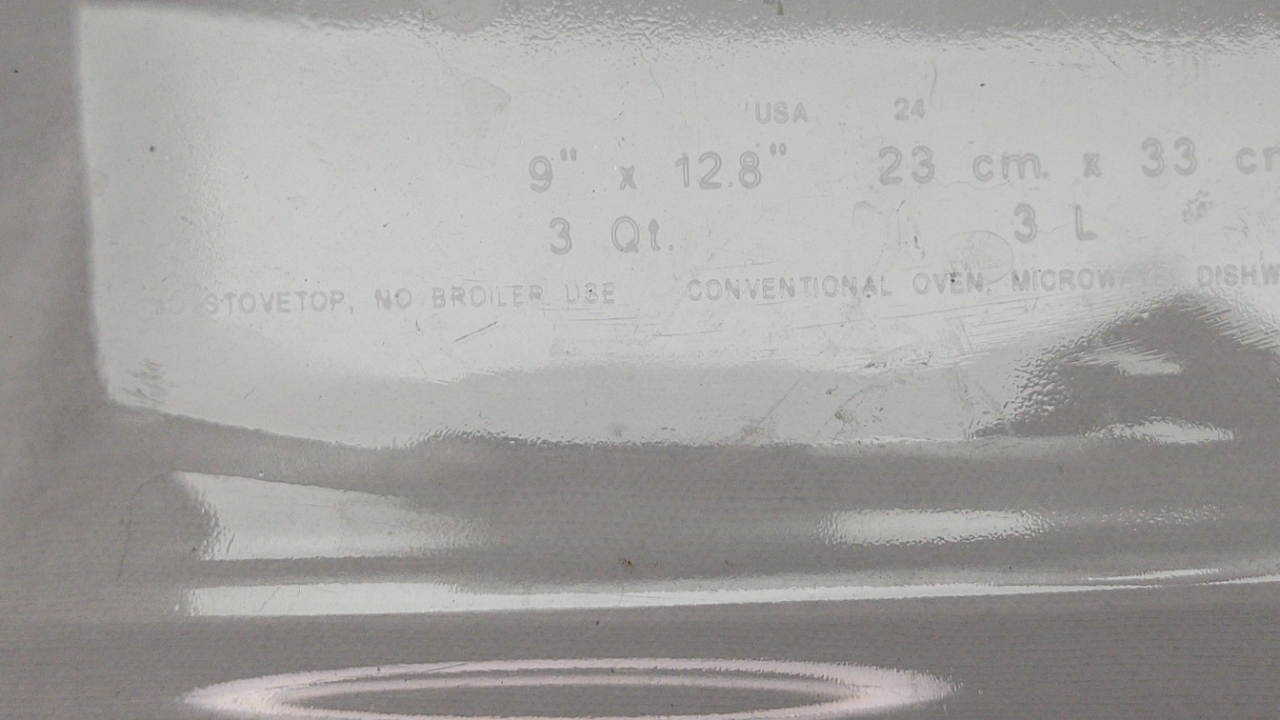 USA 24
9" x 12.8" 23 cm. x 33
3 Qt. 3 L
STOVETOP, NO BROILER USE CONVENTIONAL OVEN,